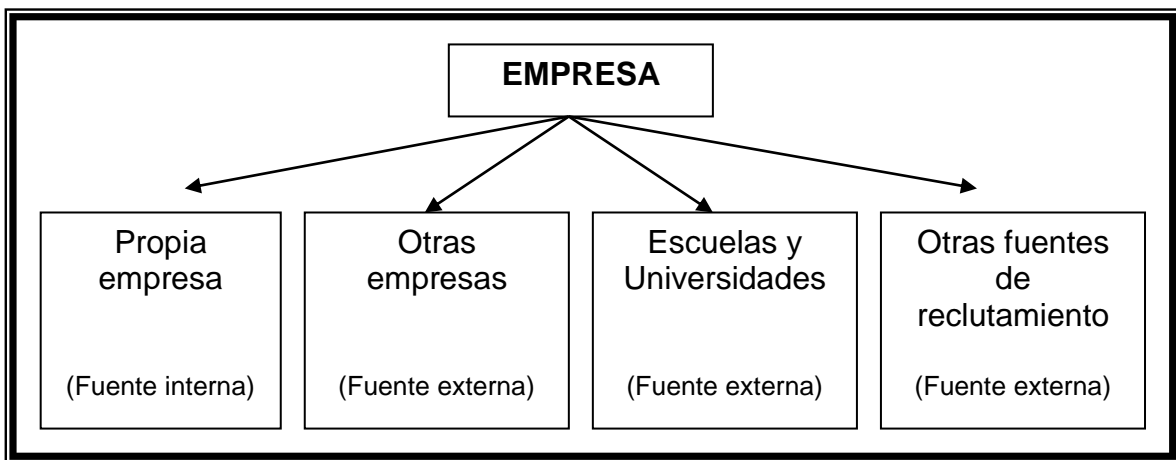 EMPRESA
Propia
empresa
(Fuente interna)
Otras
empresas
(Fuente externa)
Escuelas y
Universidades
(Fuente externa)
Otras fuentes
de
reclutamiento
(Fuente externa)